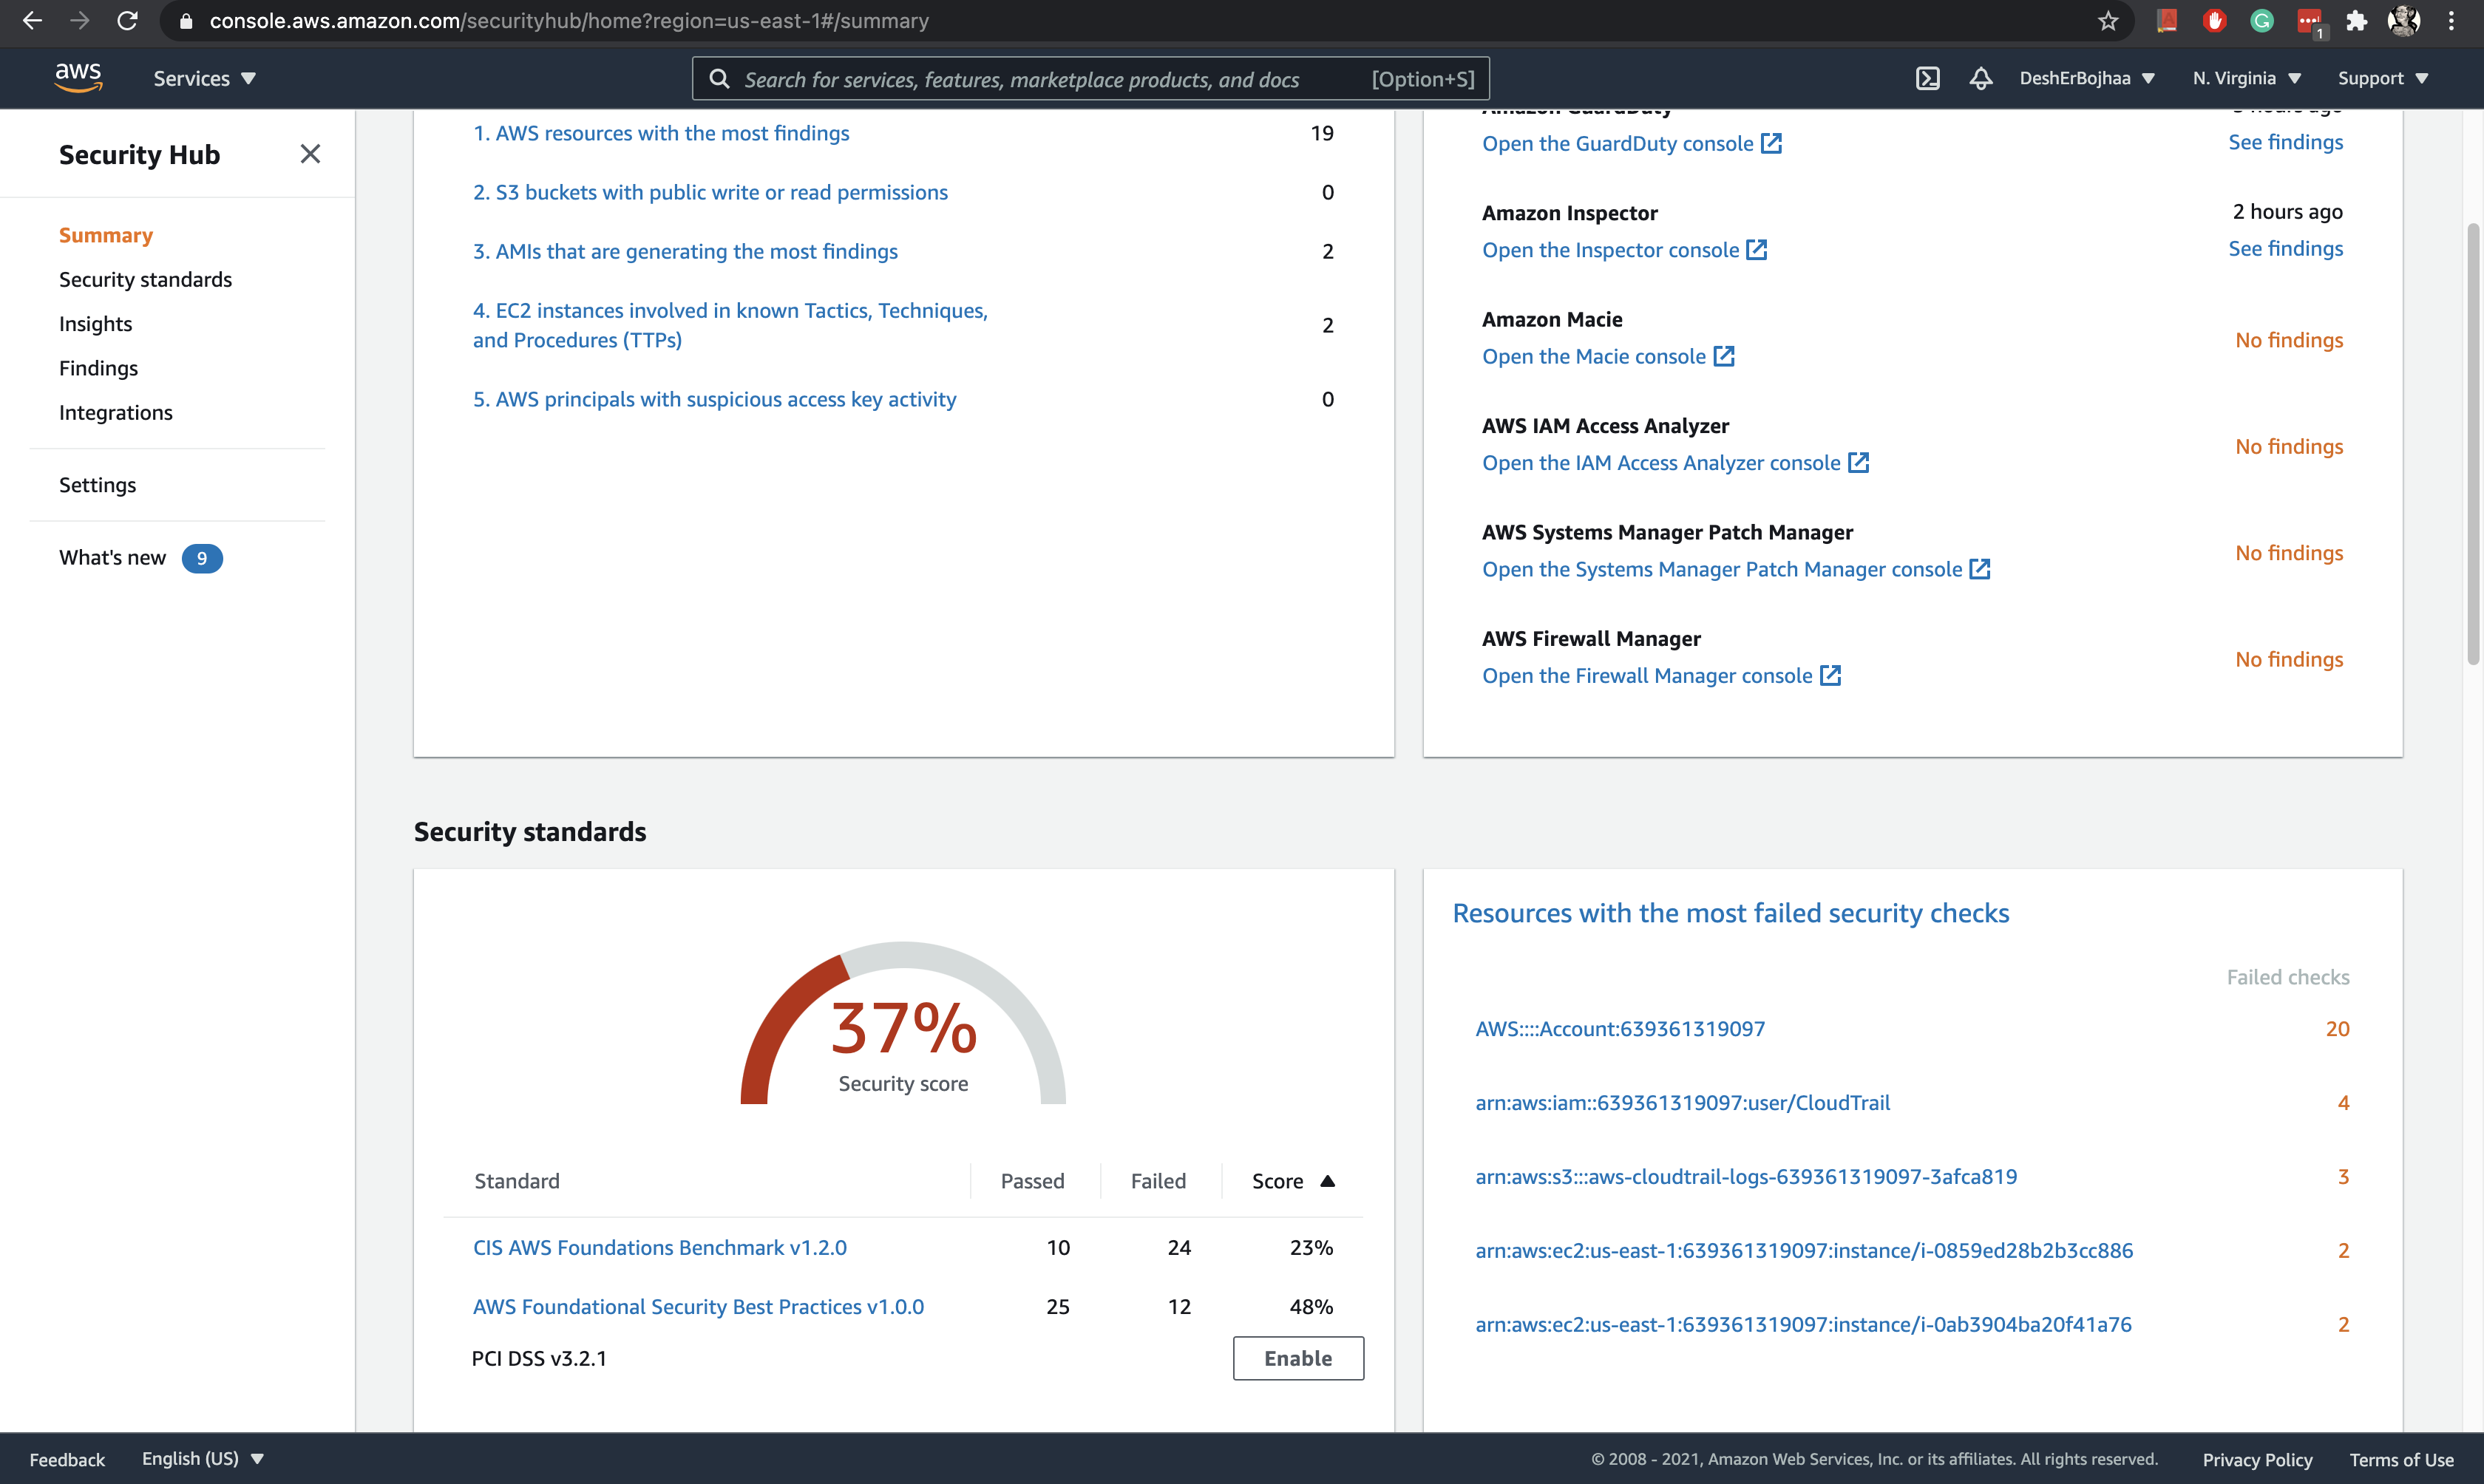 console.aws.amazon.com/securityhub/home?region=us-east-1#/summary
1
aws
Services
Search for services, features, marketplace products, and docs [Option+S]
DeshErBojhaa
N. Virginia
Support
Security Hub
Summary
Security standards
Insights
Findings
Integrations
Settings
What's new 9
1. AWS resources with the most findings 19
2. S3 buckets with public write or read permissions 0
3. AMIs that are generating the most findings 2
4. EC2 instances involved in known Tactics, Techniques,
and Procedures (TTPs) 2
5. AWS principals with suspicious access key activity 0
Amazon GuardDuty hours ago
Open the GuardDuty console See findings
Amazon Inspector 2 hours ago
Open the Inspector console See findings
Amazon Macie
Open the Macie console No findings
AWS IAM Access Analyzer
Open the IAM Access Analyzer console No findings
AWS Systems Manager Patch Manager
Open the Systems Manager Patch Manager console No findings
AWS Firewall Manager
Open the Firewall Manager console No findings
Security standards
37%
Security score
Standard Passed Failed Score
CIS AWS Foundations Benchmark v1.2.0 10 24 23%
AWS Foundational Security Best Practices v1.0.0 25 12 48%
PCI DSS v3.2.1 Enable
Resources with the most failed security checks
Failed checks
AWS::::Account:639361319097 20
arn:aws:iam::639361319097:user/CloudTrail 4
arn:aws:s3:::aws-cloudtrail-logs-639361319097-3afca819 3
arn:aws:ec2:us-east-1:639361319097:instance/i-0859ed28b2b3cc886 2
arn:aws:ec2:us-east-1:639361319097:instance/i-0ab3904ba20f41a76 2
Feedback English (US) © 2008 - 2021, Amazon Web Services, Inc. or its affiliates. All rights reserved. Privacy Policy Terms of Use